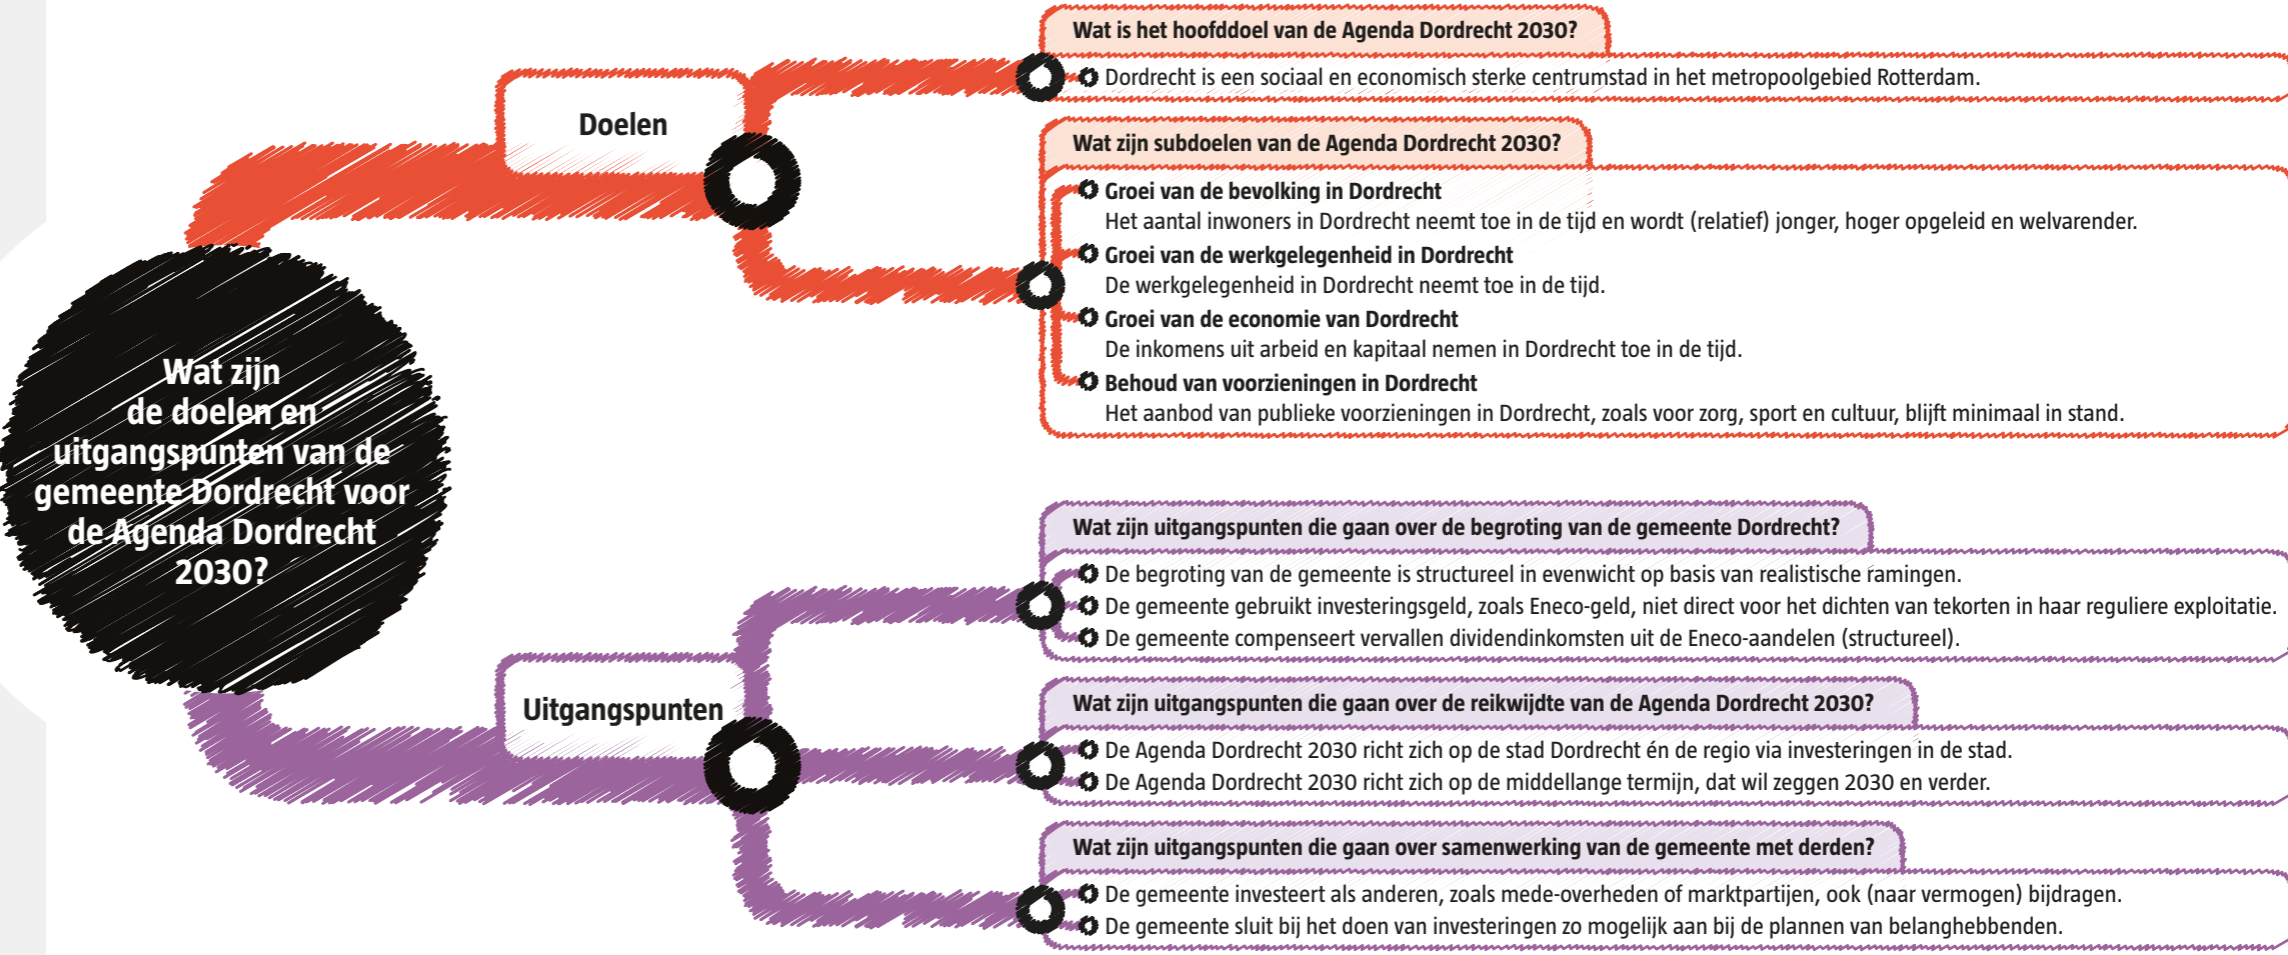 Wat zijn
de doelen en
uitgangspunten van de
gemeente Dordrecht voor
de Agenda Dordrecht
2030?
Doelen
Wat is het hoofddoel van de Agenda Dordrecht 2030?
Dordrecht is een sociaal en economisch sterke centrumstad in het metropoolgebied Rotterdam.
Wat zijn subdoelen van de Agenda Dordrecht 2030?
Groei van de bevolking in Dordrecht
Het aantal inwoners in Dordrecht neemt toe in de tijd en wordt (relatief) jonger, hoger opgeleid en welvarender.
Groei van de werkgelegenheid in Dordrecht
De werkgelegenheid in Dordrecht neemt toe in de tijd.
Groei van de economie van Dordrecht
De inkomens uit arbeid en kapitaal nemen in Dordrecht toe in de tijd.
Behoud van voorzieningen in Dordrecht
Het aanbod van publieke voorzieningen in Dordrecht, zoals voor zorg, sport en cultuur, blijft minimaal in stand.
Uitgangspunten
Wat zijn uitgangspunten die gaan over de begroting van de gemeente Dordrecht?
De begroting van de gemeente is structureel in evenwicht op basis van realistische ramingen.
De gemeente gebruikt investeringsgeld, zoals Eneco-geld, niet direct voor het dichten van tekorten in haar reguliere exploitatie.
De gemeente compenseert vervallen dividendinkomsten uit de Eneco-aandelen (structureel).
Wat zijn uitgangspunten die gaan over de reikwijdte van de Agenda Dordrecht 2030?
De Agenda Dordrecht 2030 richt zich op de stad Dordrecht én de regio via investeringen in de stad.
De Agenda Dordrecht 2030 richt zich op de middellange termijn, dat wil zeggen 2030 en verder.
Wat zijn uitgangspunten die gaan over samenwerking van de gemeente met derden?
De gemeente investeert als anderen, zoals mede-overheden of marktpartijen, ook (naar vermogen) bijdragen.
De gemeente sluit bij het doen van investeringen zo mogelijk aan bij de plannen van belanghebbenden.